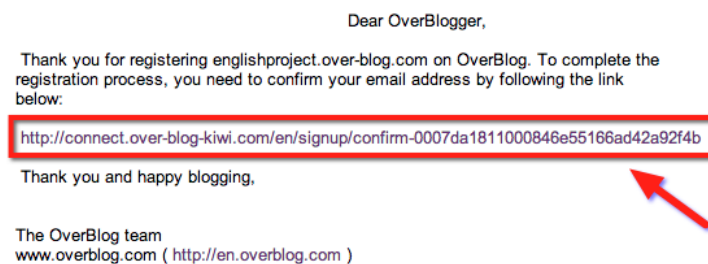 Dear OverBlogger,
Thank you for registering englishproject.over-blog.com on OverBlog. To complete the
registration process, you need to confirm your email address by following the link
below:
http://connect.over-blog-kiwi.com/en/signup/confirm-0007da1811000846e55166ad42a92f4b
Thank you and happy blogging,
The OverBlog team
www.overblog.com ( http://en.overblog.com )